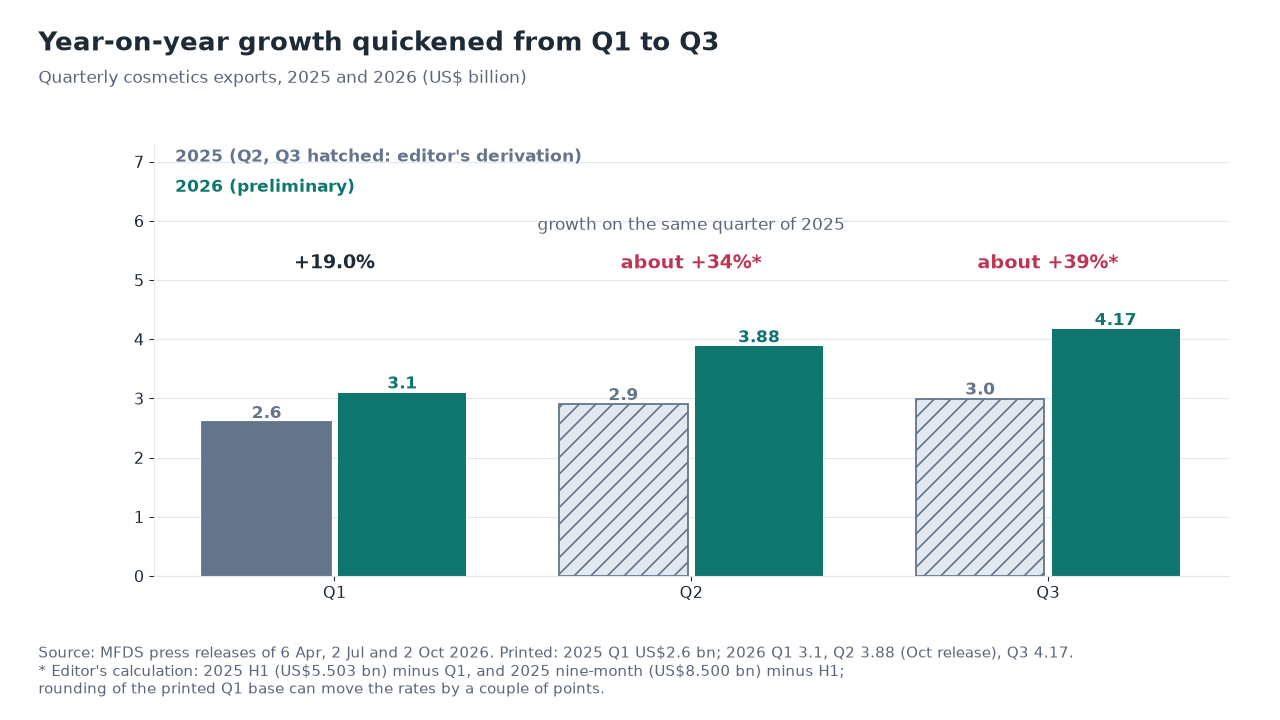 Year-on-year growth quickened from Q1 to Q3
Quarterly cosmetics exports, 2025 and 2026 (US$ billion)
2025 (Q2, Q3 hatched: editor's derivation)
2026 (preliminary)
growth on the same quarter of 2025
+19.0%
about +34%*
about +39%*
7
6
5
4
3
2
1
0
2.6
3.1
2.9
3.88
3.0
4.17
Q1
Q2
Q3
Source: MFDS press releases of 6 Apr, 2 Jul and 2 Oct 2026. Printed: 2025 Q1 US$2.6 bn; 2026 Q1 3.1, Q2 3.88 (Oct release), Q3 4.17.
* Editor's calculation: 2025 H1 (US$5.503 bn) minus Q1, and 2025 nine-month (US$8.500 bn) minus H1;
rounding of the printed Q1 base can move the rates by a couple of points.